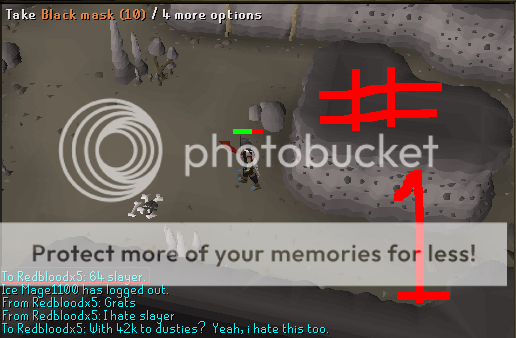 Take Black mask (10) / 4 more options
#1
photobucket
Protect more of your memories for less!
To Redbloodx5: 64 slayer.
Ice Mage1100 has logged out.
From Redbloodx5: Grats
From Redbloodx5: I hate slayer
To Redbloodx5: With 42k to dusties? Yeah, i hate this too.